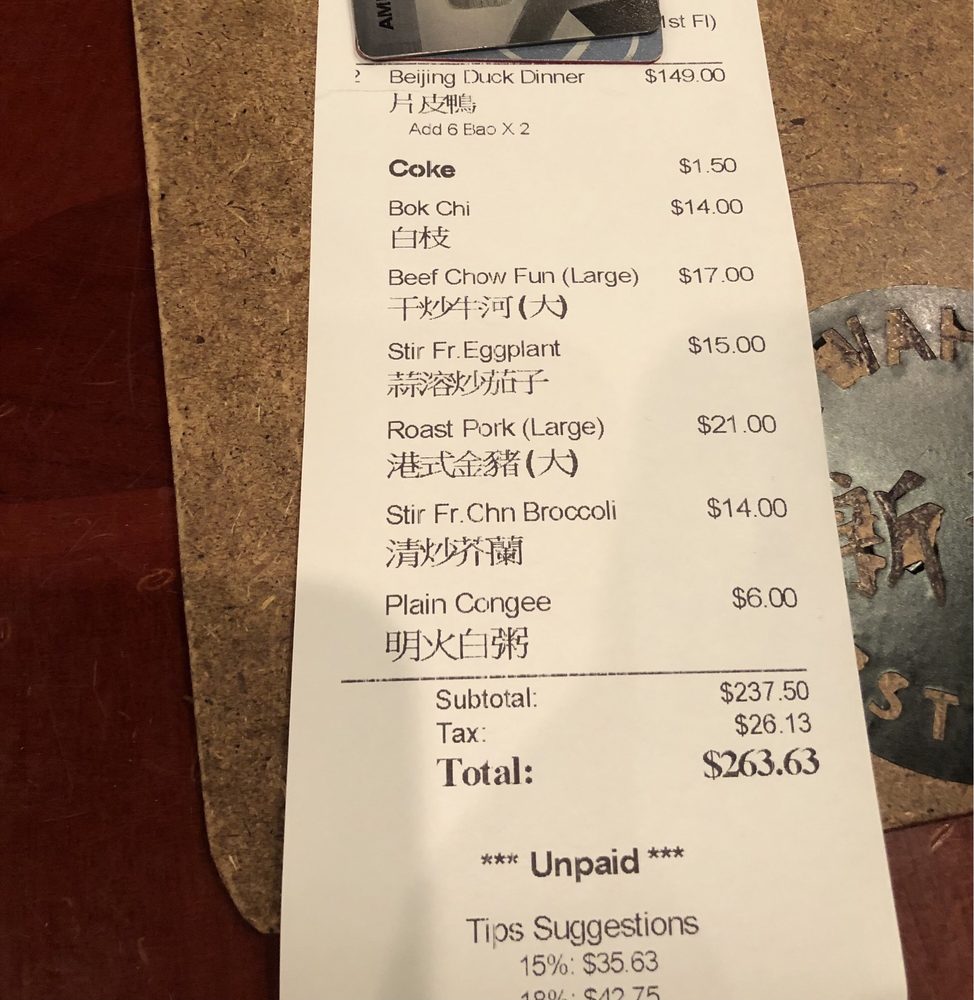 1st Fl)
2 Beijing Duck Dinner $149.00
片皮鴨
Add 6 Bao X 2
Coke $1.50
Bok Chi $14.00
白枝
Beef Chow Fun (Large) $17.00
干炒牛河(大)
Stir Fr.Eggplant $15.00
蒜溶炒茄子
Roast Pork (Large) $21.00
港式金豬(大)
Stir Fr.Chn Broccoli $14.00
清炒芥蘭
Plain Congee $6.00
明火白粥
Subtotal: $237.50
Tax: $26.13
Total: $263.63
*** Unpaid ***
Tips Suggestions
15%: $35.63
18%: $42.75